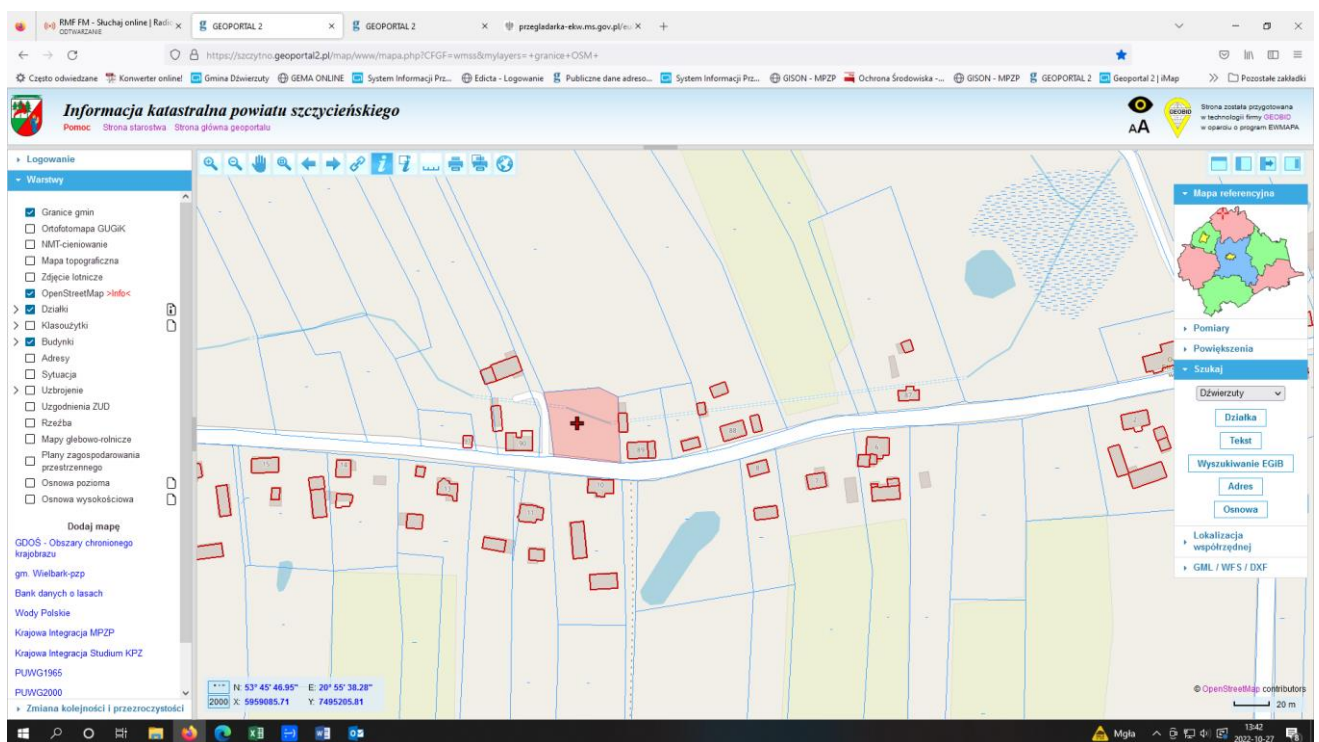 RMF FM - Słuchaj online | Radio
ODTWARZANIE
GEOPORTAL 2
GEOPORTAL 2
przegladarka-ekw.ms.gov.pl/eu
https://szczytno.geoportal2.pl/map/www/mapa.php?CFGF=wmss&mylayers=+granice+OSM+
Często odwiedzane
Konwerter online!
Gmina Dźwierzuty
GEMA ONLINE
System Informacji Prz...
Edicta - Logowanie
Publiczne dane adreso...
System Informacji Prz...
GISON - MPZP
Ochrona Środowiska -...
GISON - MPZP
GEOPORTAL 2
Geoportal 2 | iMap
Pozostałe zakładki
Informacja katastralna powiatu szczycieńskiego
Pomoc Strona starostwa Strona główna geoportalu
AA
GEOBID
Strona została przygotowana
w technologii firmy GEOBID
w oparciu o program EWMAPA
Logowanie
Warstwy
Granice gmin
Ortofotomapa GUGiK
NMT-cieniowanie
Mapa topograficzna
Zdjęcie lotnicze
OpenStreetMap >Info<
Działki
Klasoużytki
Budynki
Adresy
Sytuacja
Uzbrojenie
Uzgodnienia ZUD
Rzeźba
Mapy glebowo-rolnicze
Plany zagospodarowania
przestrzennego
Osnowa pozioma
Osnowa wysokościowa
Dodaj mapę
GDOŚ - Obszary chronionego
krajobrazu
gm. Wielbark-pzp
Bank danych o lasach
Wody Polskie
Krajowa Integracja MPZP
Krajowa Integracja Studium KPZ
PUWG1965
PUWG2000
Zmiana kolejności i przezroczystości
Mapa referencyjna
Pomiary
Powiększenia
Szukaj
Dźwierzuty
Działka
Tekst
Wyszukiwanie EGiB
Adres
Osnowa
Lokalizacja
współrzędnej
GML / WFS / DXF
90
89
88
87
N: 53° 45' 46.95" E: 20° 55' 38.28"
2000 X: 5959085.71 Y: 7495205.81
© OpenStreetMap contributors
20 m
Mgła
13:42
2022-10-27